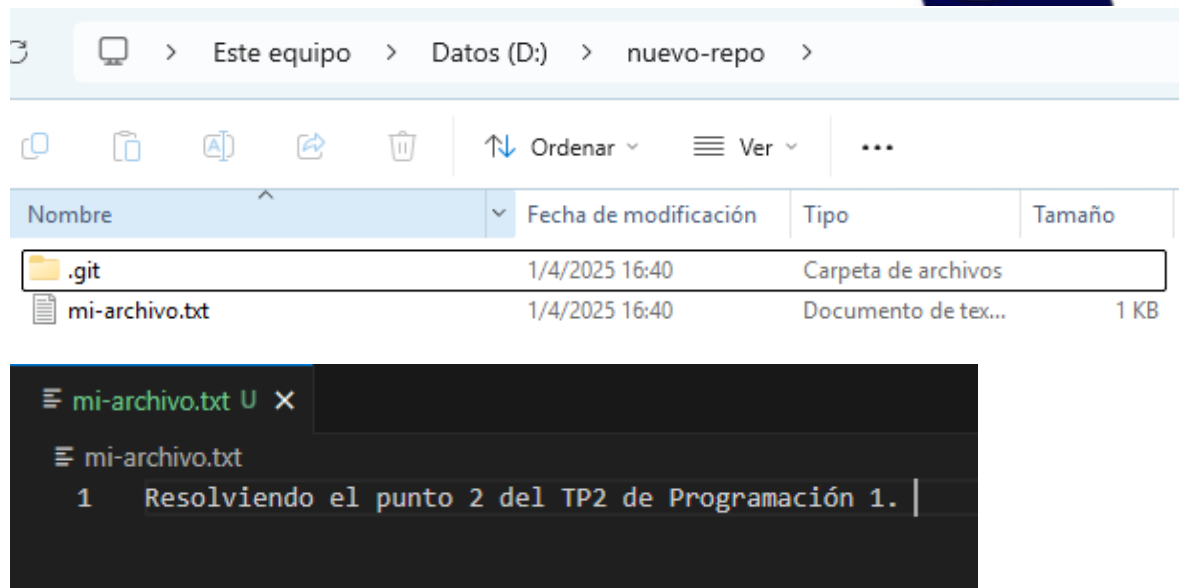 Este equipo > Datos (D:) > nuevo-repo >
Ordenar Ver ...
Nombre Fecha de modificación Tipo Tamaño
.git 1/4/2025 16:40 Carpeta de archivos
mi-archivo.txt 1/4/2025 16:40 Documento de tex... 1 KB
mi-archivo.txt U ×
mi-archivo.txt
1 Resolviendo el punto 2 del TP2 de Programación 1.